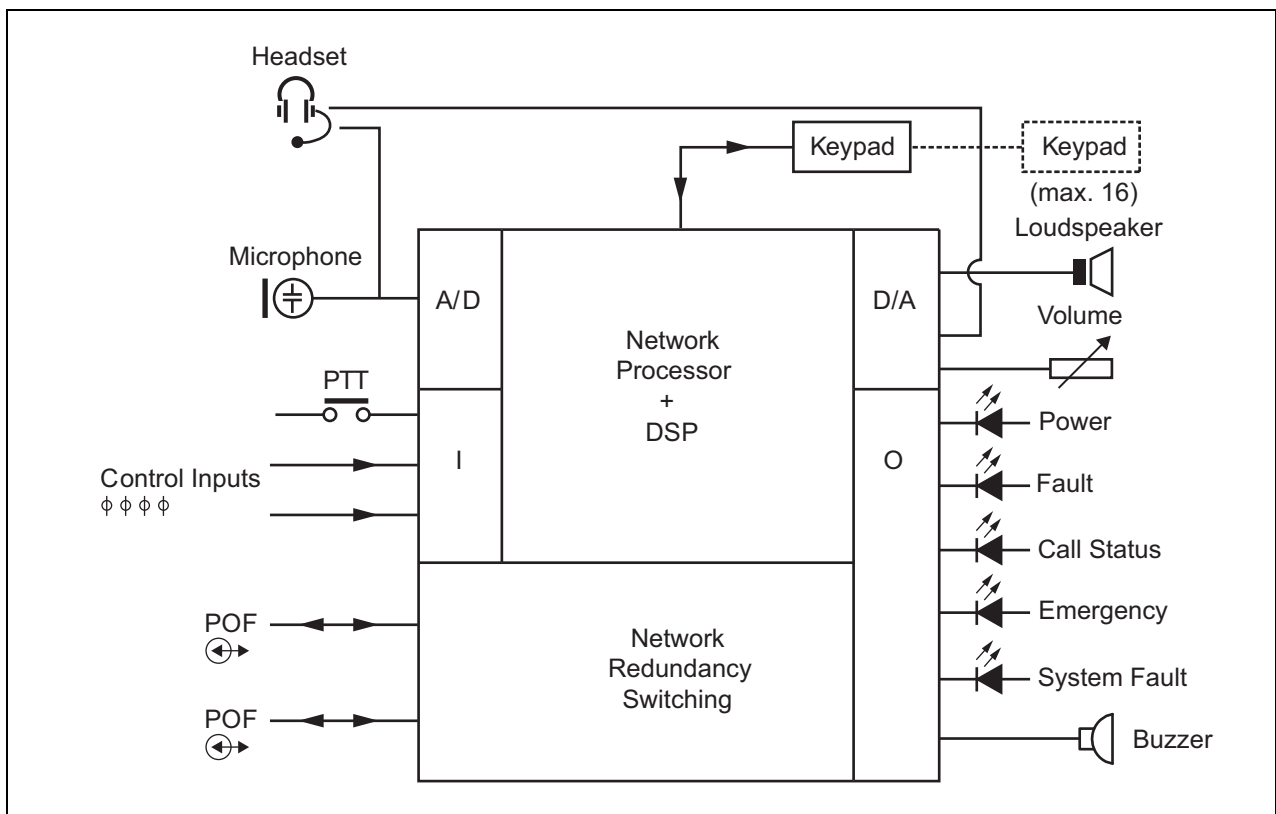 Headset
Keypad
Keypad
(max. 16)
Loudspeaker
Microphone
A/D
D/A
Volume
Network
Processor
+
DSP
PTT
Power
I
O
Control Inputs
Fault
Call Status
POF
Emergency
Network
Redundancy
Switching
System Fault
POF
Buzzer